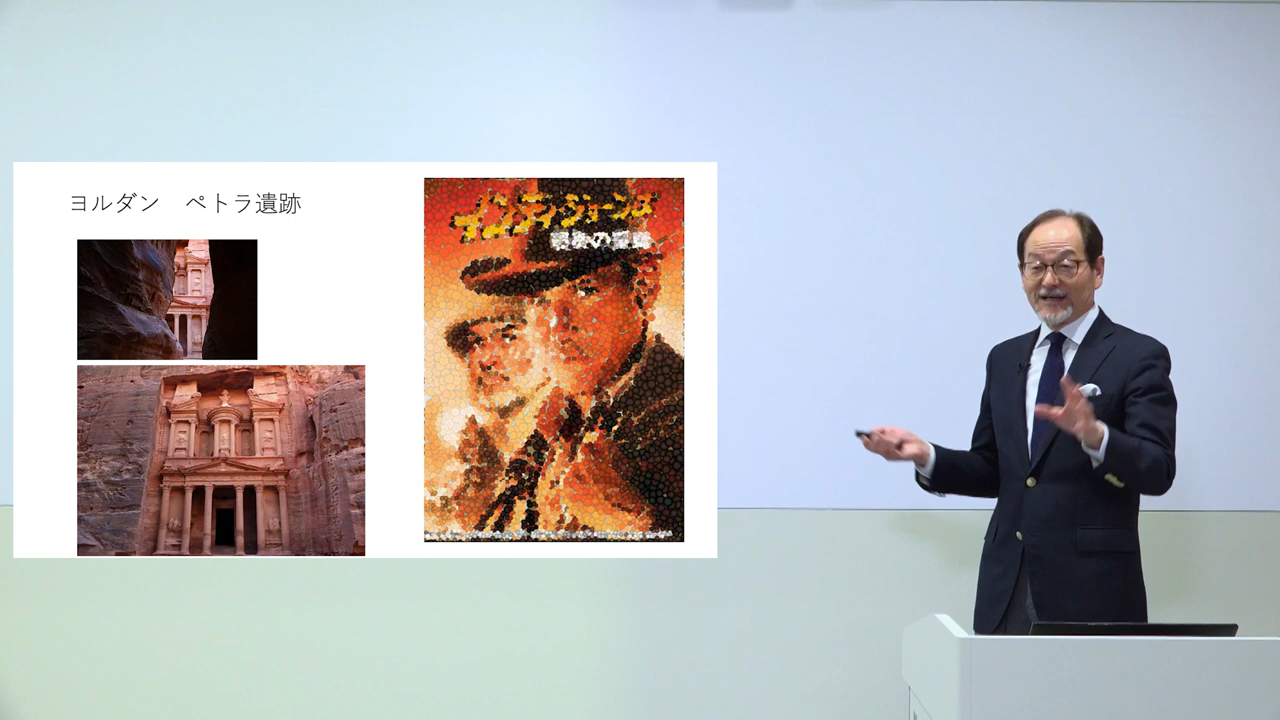 ヨルダン　ペトラ遺跡
インディ・ジョーンズ
最後の聖戦